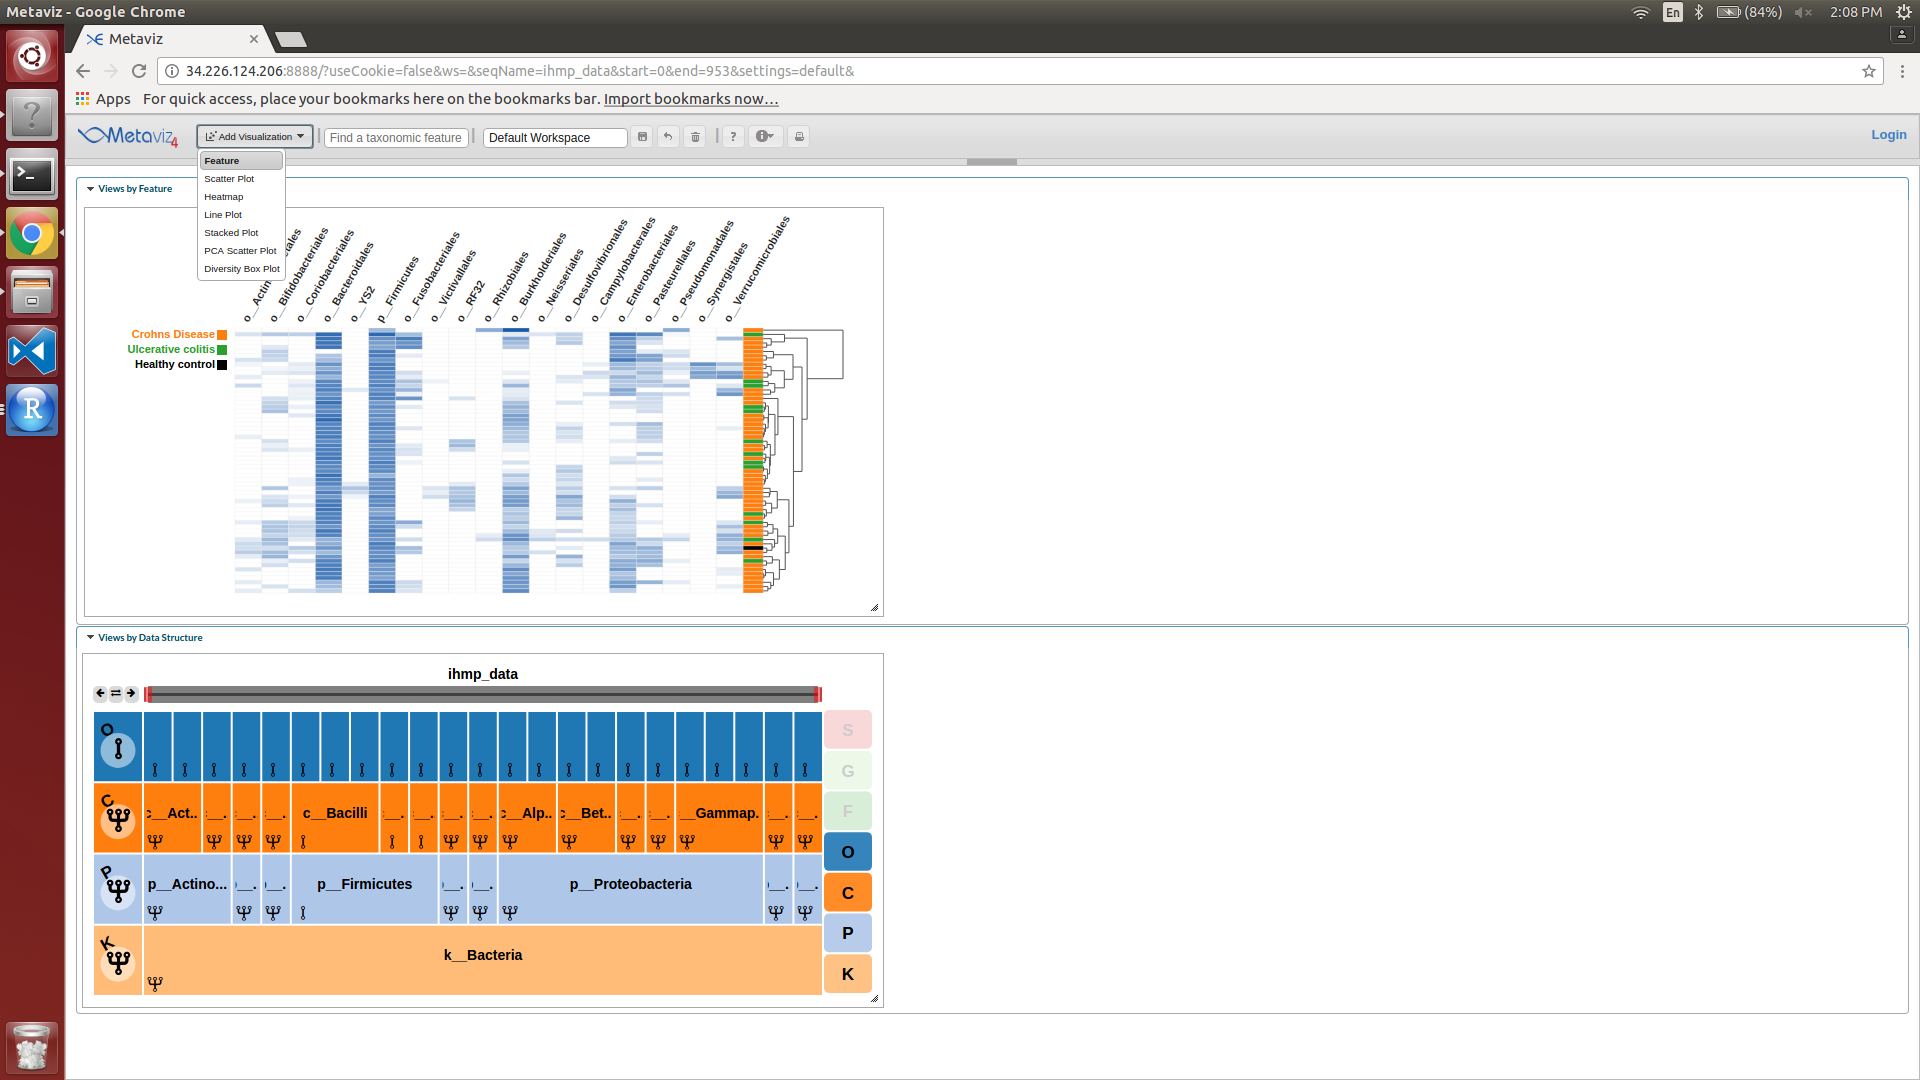 Metaviz - Google Chrome
En
(84%)
2:08 PM
Metaviz
34.226.124.206:8888/?useCookie=false&ws=&seqName=ihmp_data&start=0&end=953&settings=default&
Apps For quick access, place your bookmarks here on the bookmarks bar. Import bookmarks now…
Metaviz4
Add Visualization
Find a taxonomic feature
Default Workspace
?
Login
Feature
Scatter Plot
Heatmap
Line Plot
Stacked Plot
PCA Scatter Plot
Diversity Box Plot
Views by Feature
o__Bifidobacteriales
o__Coriobacteriales
o__Bacteroidales
o__YS2
p__Firmicutes
o__Fusobacteriales
o__Victivallales
o__RF32
o__Rhizobiales
o__Burkholderiales
o__Neisseriales
o__Desulfovibrionales
o__Campylobacterales
o__Enterobacteriales
o__Pasteurellales
o__Pseudomonadales
o__Synergistales
o__Verrucomicrobiales
Crohns Disease
Ulcerative colitis
Healthy control
Views by Data Structure
ihmp_data
O
C
c__Act..
c__Bacilli
c__Alp..
c__Bet..
__Gammap.
P
p__Actino...
p__Firmicutes
p__Proteobacteria
K
k__Bacteria
S
G
F
O
C
P
K